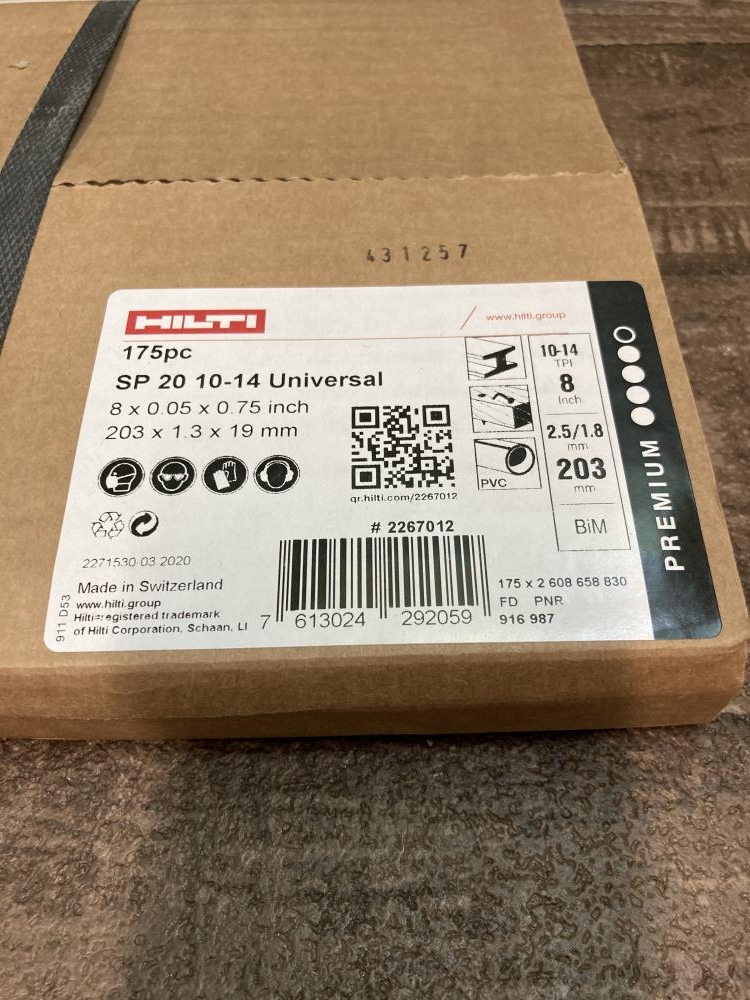 431257
HILTI
www.hilti.group
175pc
SP 20 10-14 Universal
8 x 0.05 x 0.75 inch
203 x 1.3 x 19 mm
qr.hilti.com/2267012
PVC
10-14
TPI
8
Inch
2.5/1.8
mm
203
mm
BiM
PREMIUM
# 2267012
2271530-03 2020
Made in Switzerland
www.hilti.group
Hilti=registered trademark
of Hilti Corporation, Schaan, LI
911 D53
7 613024 292059
175 x 2 608 658 830
FD PNR
916 987